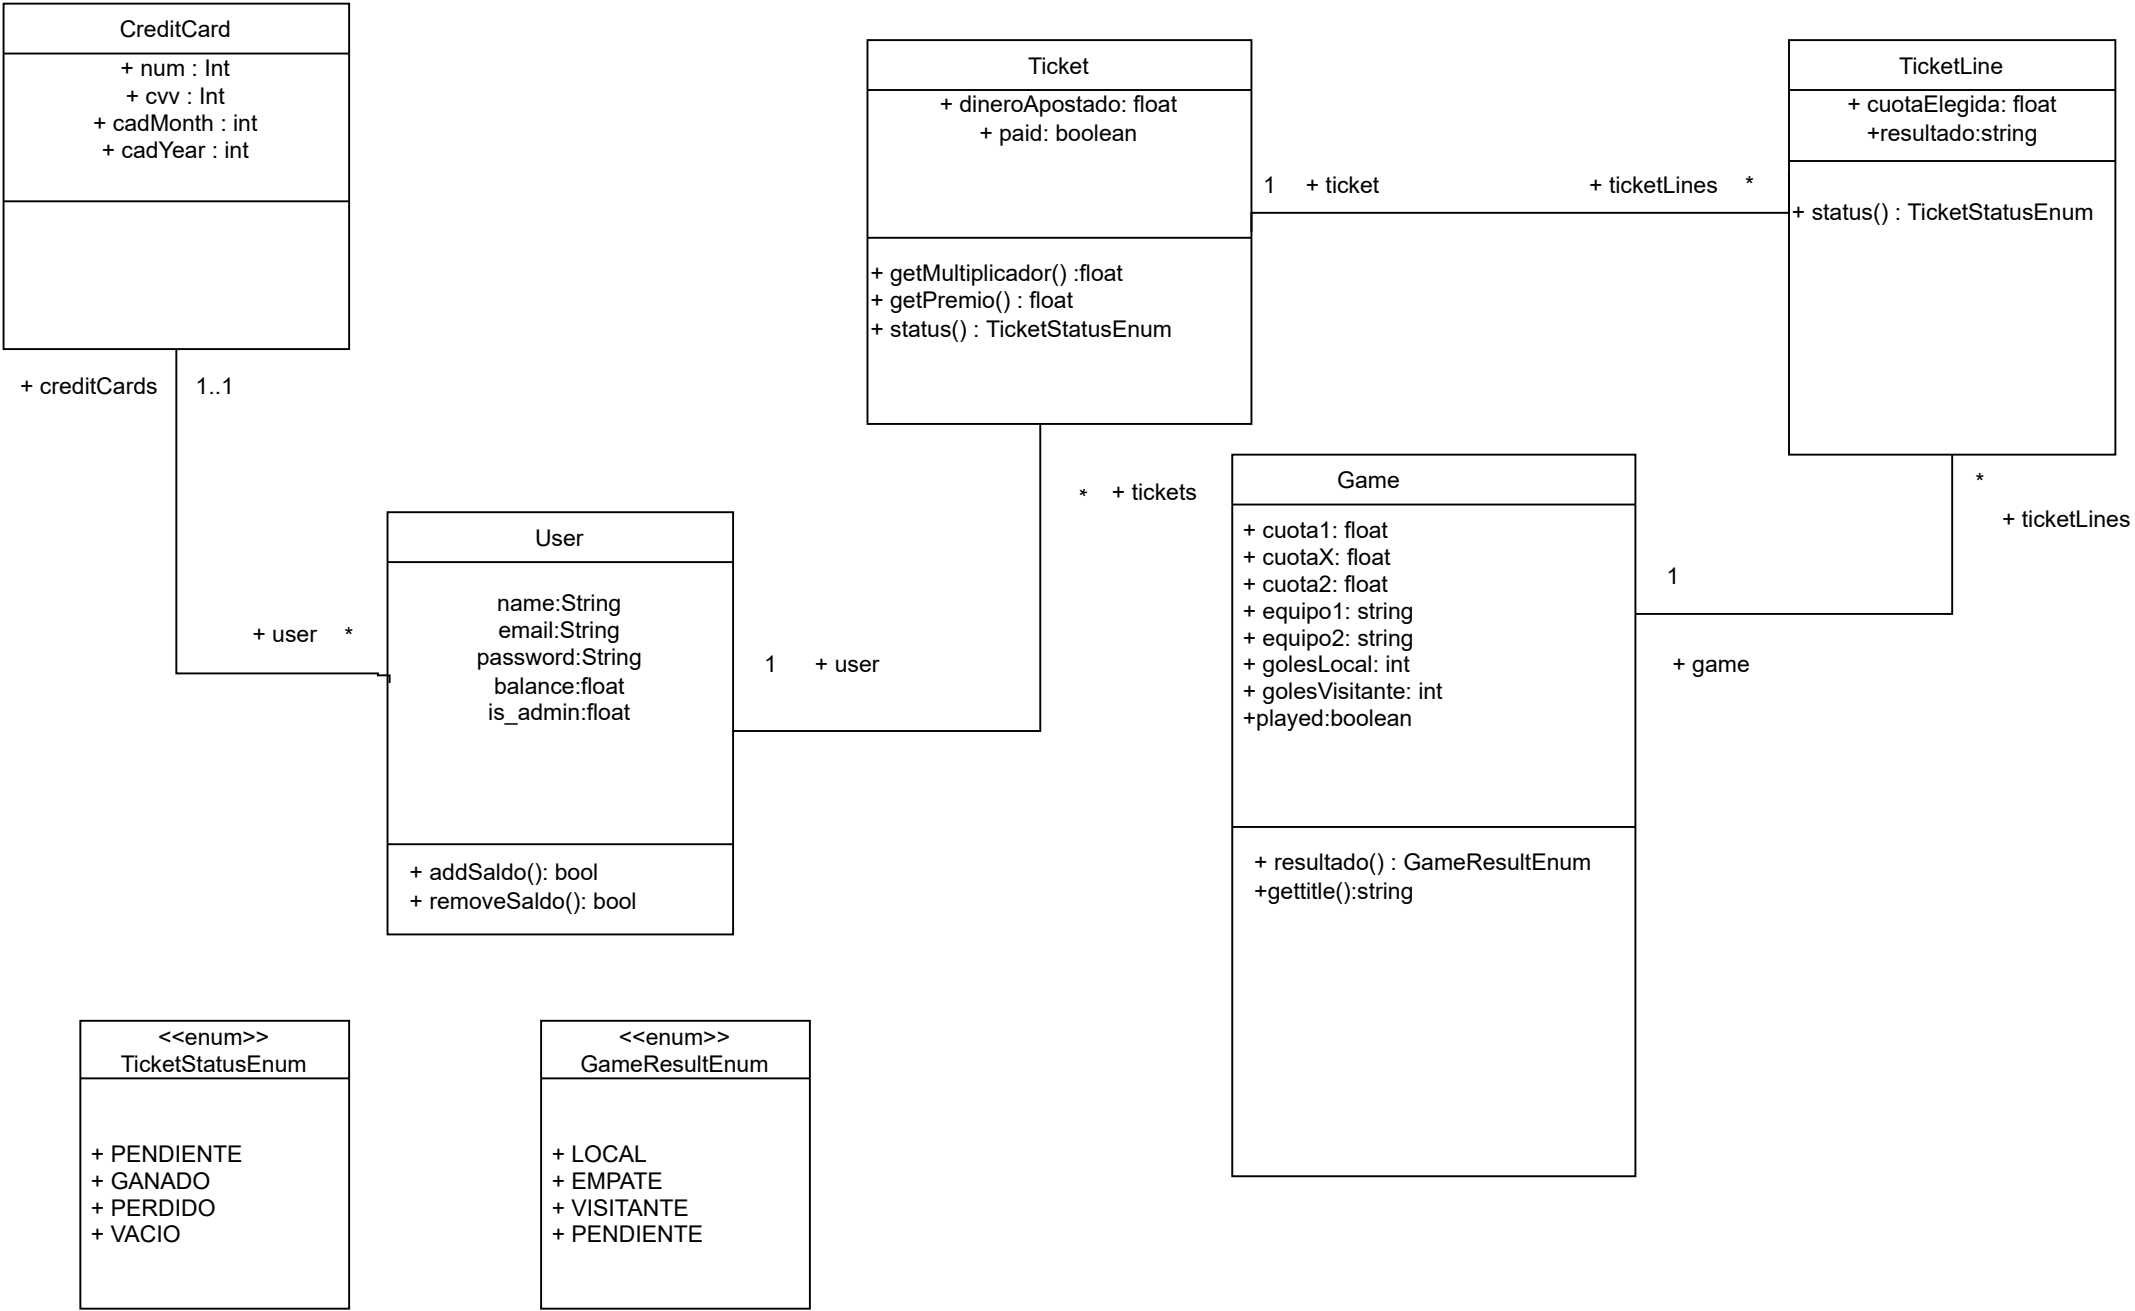 CreditCard
+ num : Int
+ cvv : Int
+ cadMonth : int
+ cadYear : int
+ creditCards
1..1
+ user
*
User
name:String
email:String
password:String
balance:float
is_admin:float
+ addSaldo(): bool
+ removeSaldo(): bool
1
+ user
*
+ tickets
Ticket
+ dineroApostado: float
+ paid: boolean
+ getMultiplicador() :float
+ getPremio() : float
+ status() : TicketStatusEnum
1
+ ticket
+ ticketLines
*
TicketLine
+ cuotaElegida: float
+resultado:string
+ status() : TicketStatusEnum
*
+ ticketLines
1
+ game
Game
+ cuota1: float
+ cuotaX: float
+ cuota2: float
+ equipo1: string
+ equipo2: string
+ golesLocal: int
+ golesVisitante: int
+played:boolean
+ resultado() : GameResultEnum
+gettitle():string
<<enum>>
TicketStatusEnum
+ PENDIENTE
+ GANADO
+ PERDIDO
+ VACIO
<<enum>>
GameResultEnum
+ LOCAL
+ EMPATE
+ VISITANTE
+ PENDIENTE